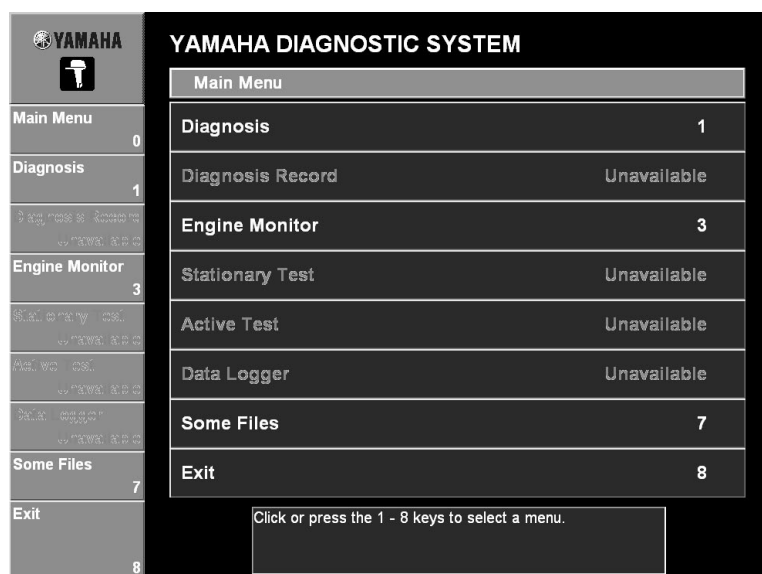 YAMAHA
YAMAHA DIAGNOSTIC SYSTEM
Main Menu
Main Menu
0
Diagnosis
1
Engine Monitor
3
Some Files
7
Exit
8
Diagnosis 1
Diagnosis Record Unavailable
Engine Monitor 3
Stationary Test Unavailable
Active Test Unavailable
Data Logger Unavailable
Some Files 7
Exit 8
Click or press the 1 - 8 keys to select a menu.